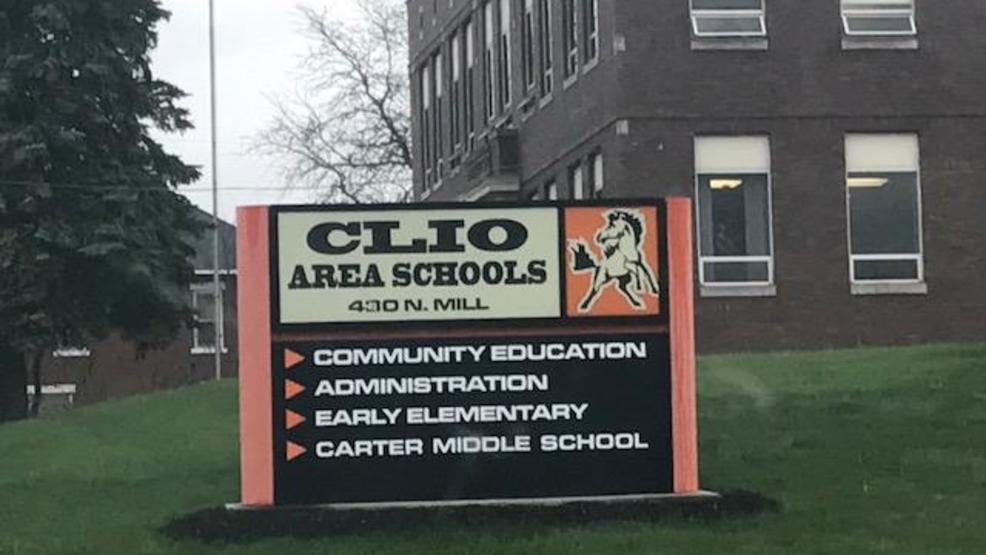 CLIO
AREA SCHOOLS
430 N. MILL
COMMUNITY EDUCATION
ADMINISTRATION
EARLY ELEMENTARY
CARTER MIDDLE SCHOOL